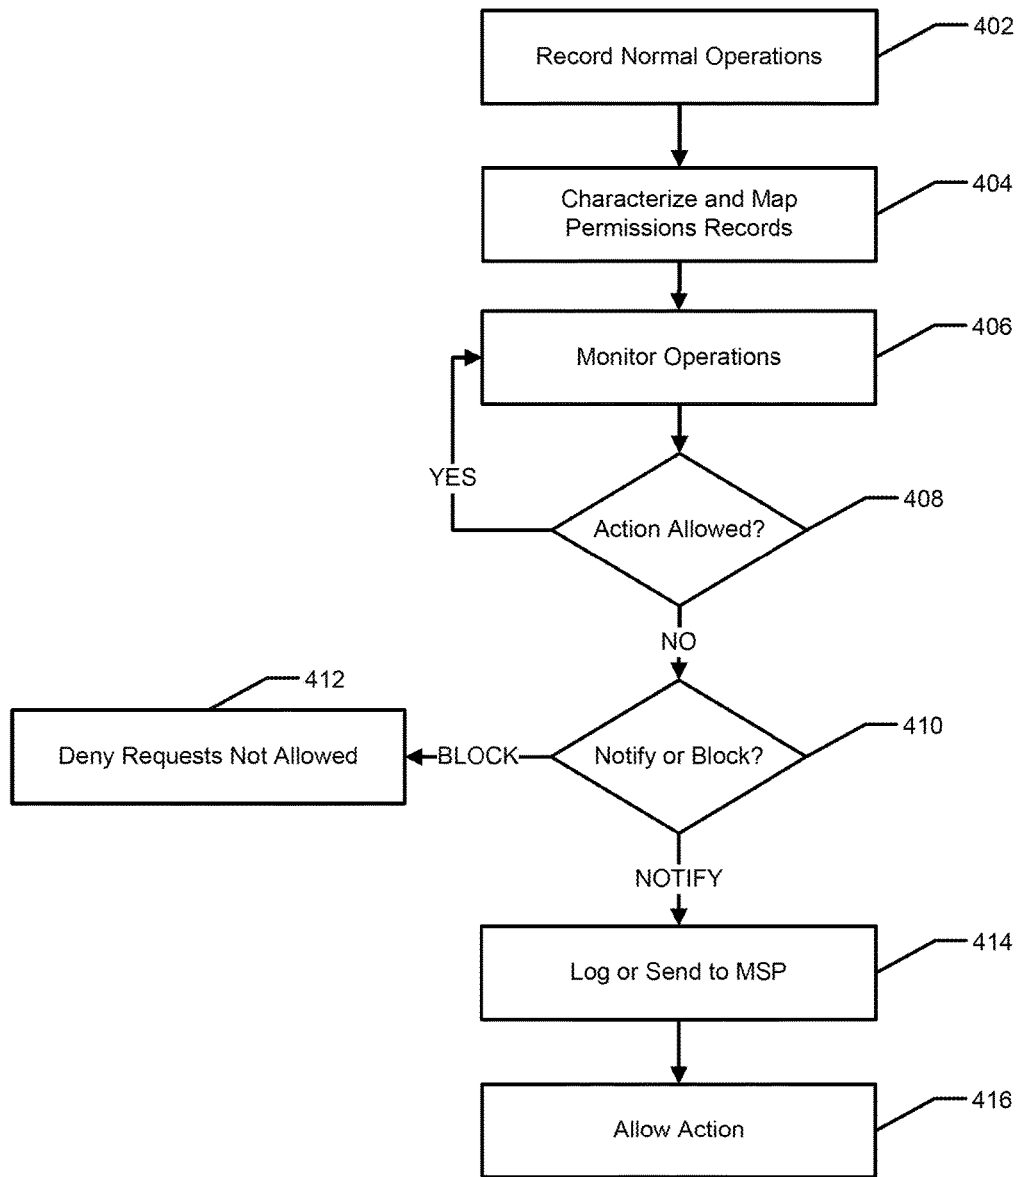 402
Record Normal Operations
404
Characterize and Map
Permissions Records
406
Monitor Operations
YES
408
Action Allowed?
NO
412
410
Deny Requests Not Allowed
BLOCK
Notify or Block?
NOTIFY
414
Log or Send to MSP
416
Allow Action